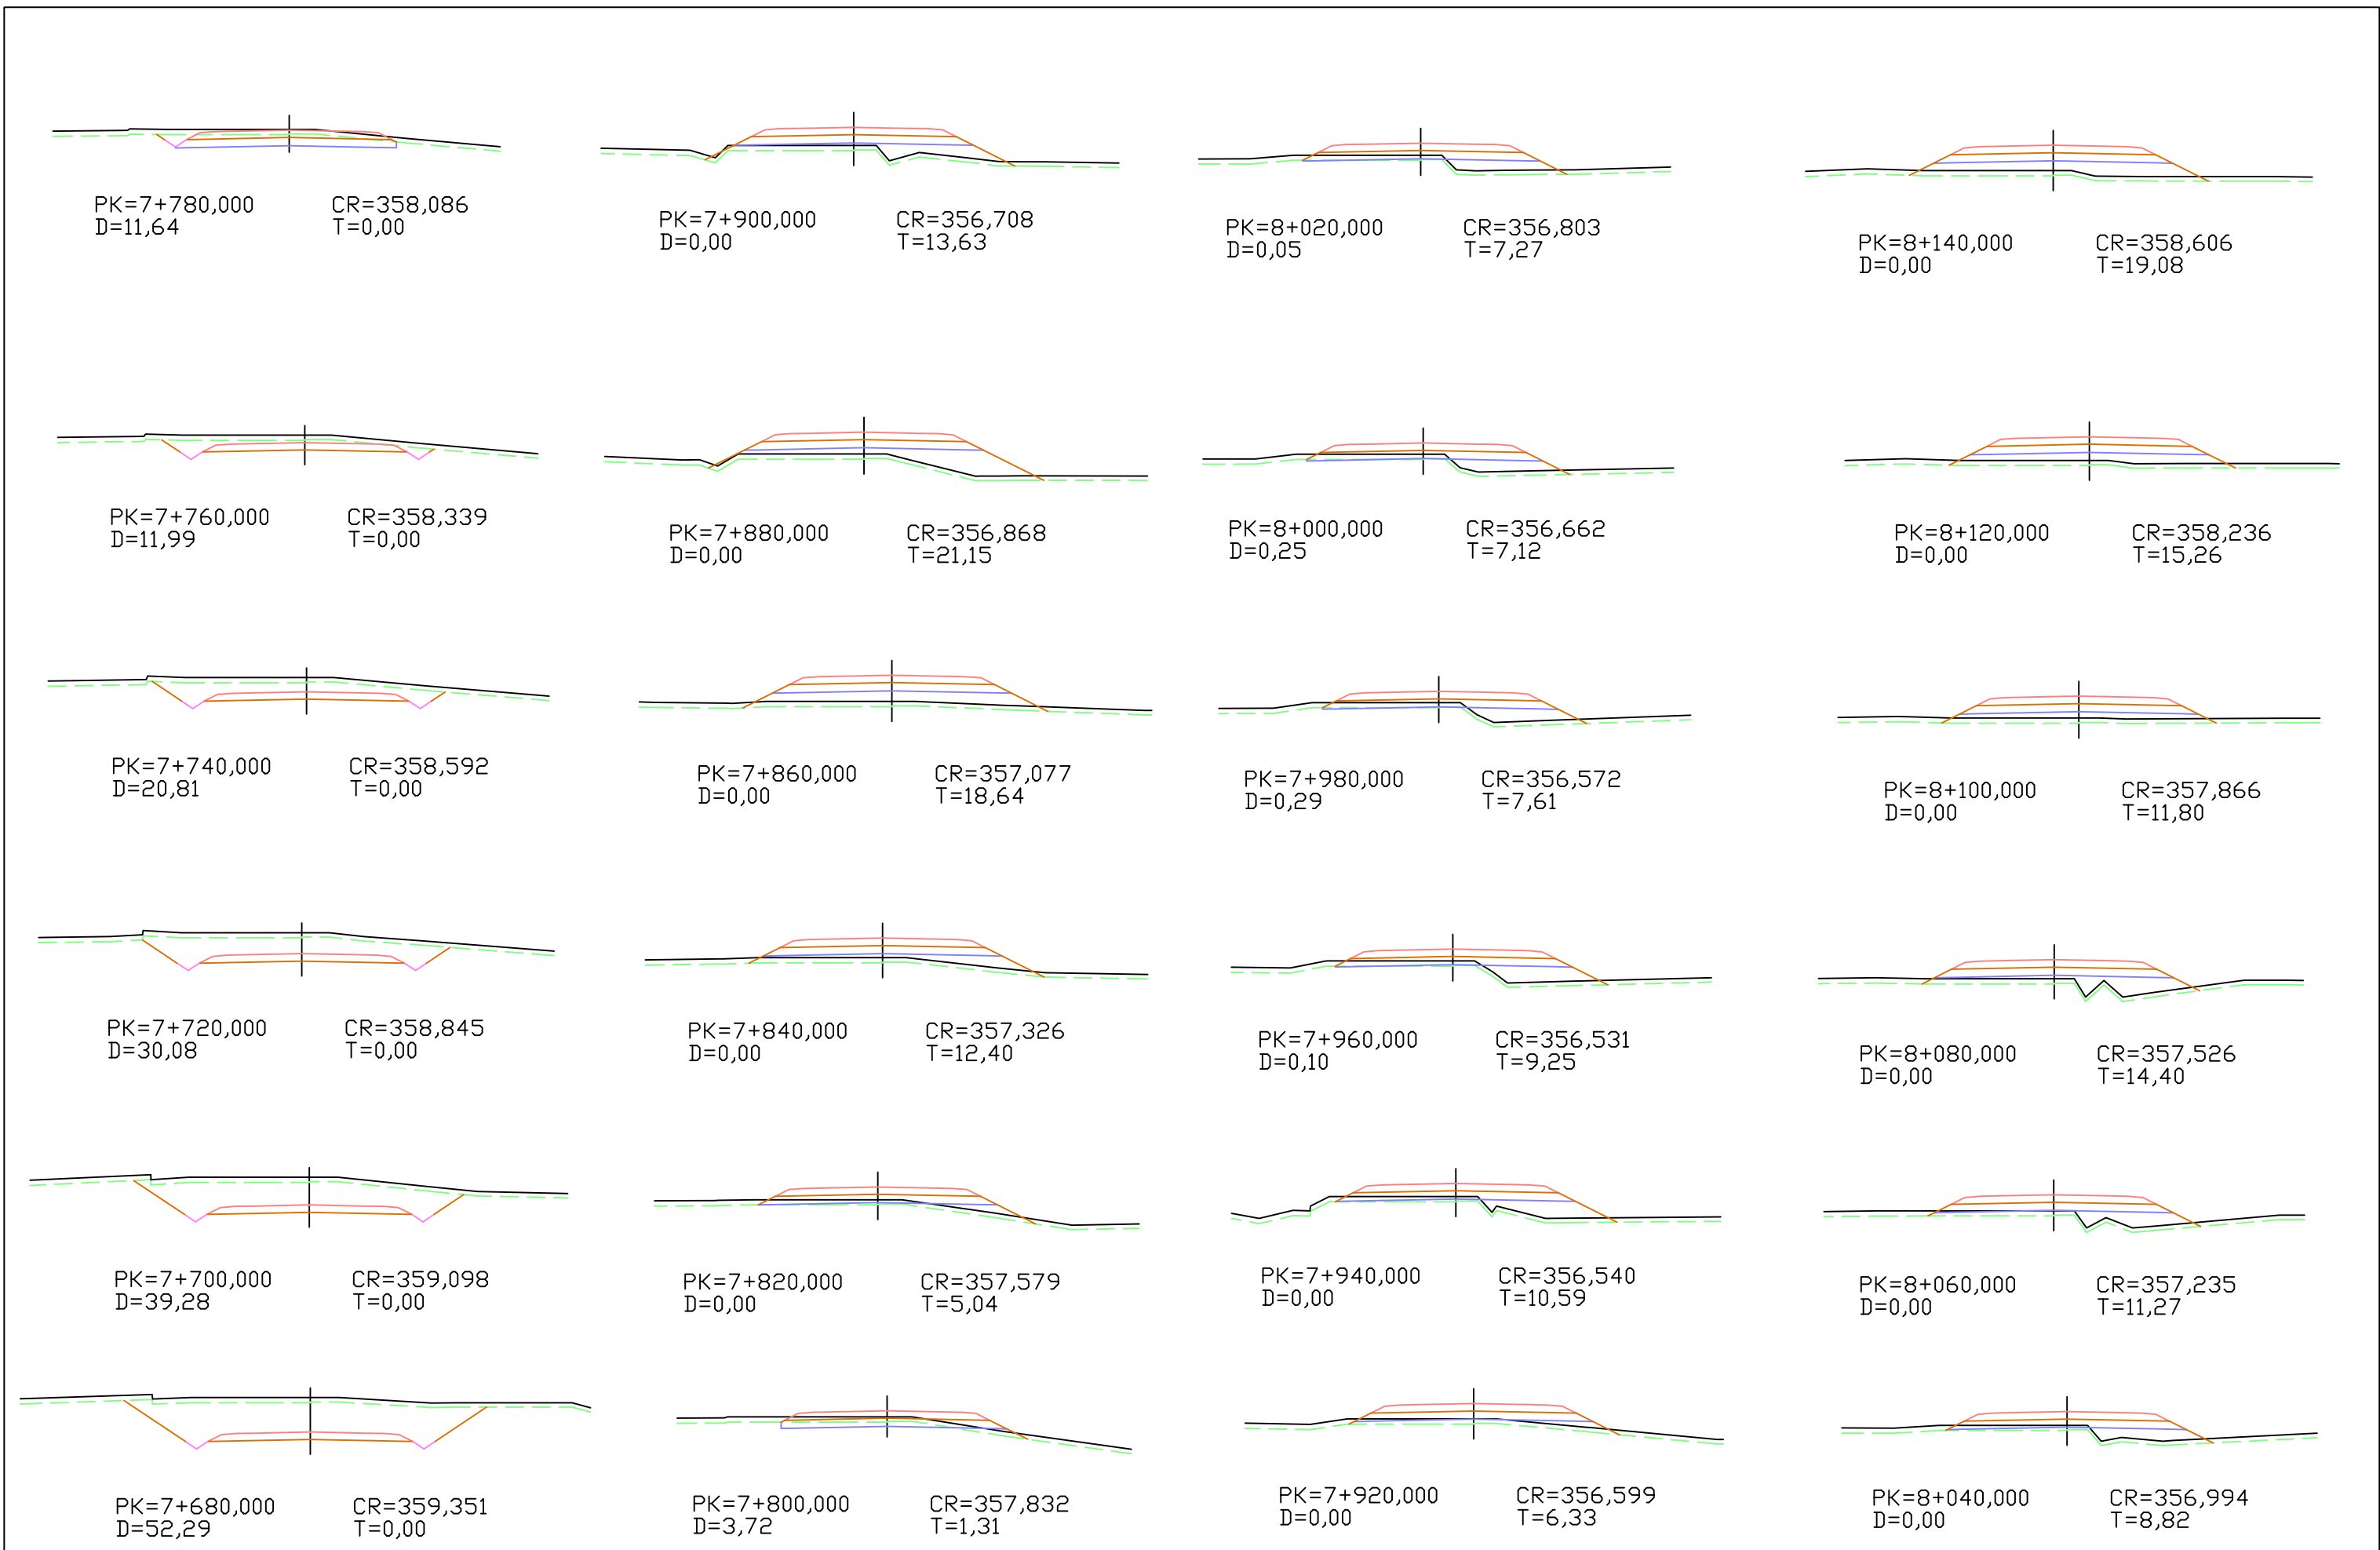 PK=7+780,000 CR=358,086
D=11,64 T=0,00
PK=7+900,000 CR=356,708
D=0,00 T=13,63
PK=8+020,000 CR=356,803
D=0,05 T=7,27
PK=8+140,000 CR=358,606
D=0,00 T=19,08
PK=7+760,000 CR=358,339
D=11,99 T=0,00
PK=7+880,000 CR=356,868
D=0,00 T=21,15
PK=8+000,000 CR=356,662
D=0,25 T=7,12
PK=8+120,000 CR=358,236
D=0,00 T=15,26
PK=7+740,000 CR=358,592
D=20,81 T=0,00
PK=7+860,000 CR=357,077
D=0,00 T=18,64
PK=7+980,000 CR=356,572
D=0,29 T=7,61
PK=8+100,000 CR=357,866
D=0,00 T=11,80
PK=7+720,000 CR=358,845
D=30,08 T=0,00
PK=7+840,000 CR=357,326
D=0,00 T=12,40
PK=7+960,000 CR=356,531
D=0,10 T=9,25
PK=8+080,000 CR=357,526
D=0,00 T=14,40
PK=7+700,000 CR=359,098
D=39,28 T=0,00
PK=7+820,000 CR=357,579
D=0,00 T=5,04
PK=7+940,000 CR=356,540
D=0,00 T=10,59
PK=8+060,000 CR=357,235
D=0,00 T=11,27
PK=7+680,000 CR=359,351
D=52,29 T=0,00
PK=7+800,000 CR=357,832
D=3,72 T=1,31
PK=7+920,000 CR=356,599
D=0,00 T=6,33
PK=8+040,000 CR=356,994
D=0,00 T=8,82